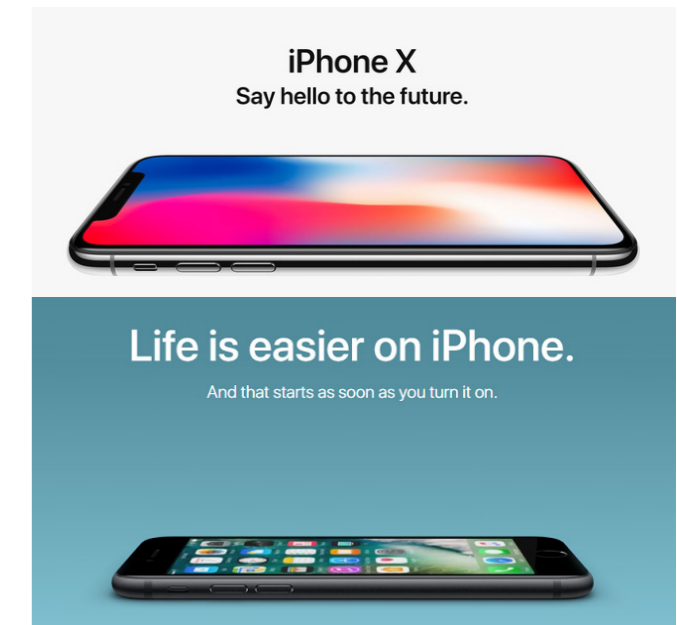 iPhone X
Say hello to the future.
Life is easier on iPhone.
And that starts as soon as you turn it on.